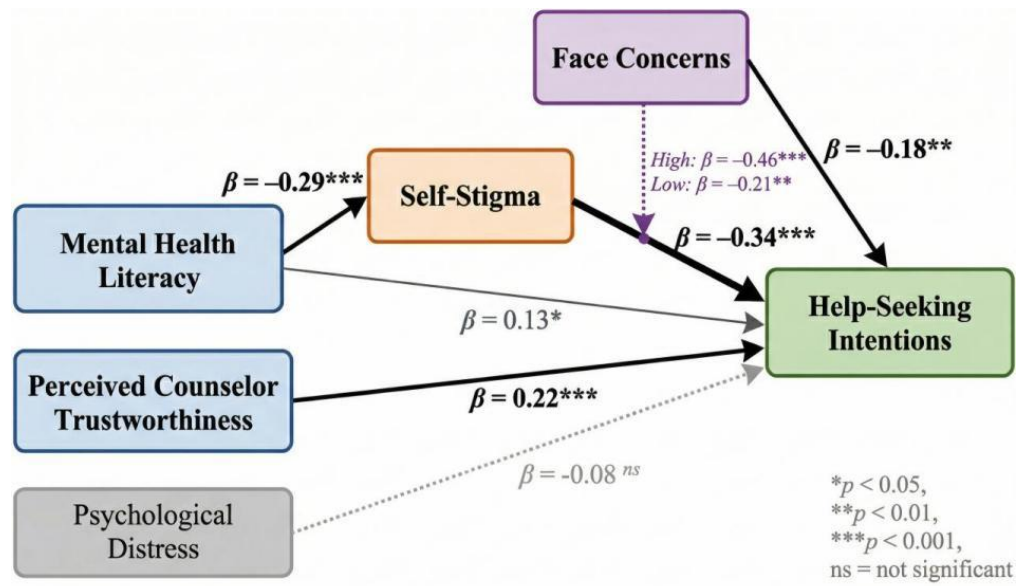 Face Concerns
β = –0.18**
High: β = –0.46***
Low: β = –0.21**
β = –0.29***
Self-Stigma
β = –0.34***
Mental Health
Literacy
β = 0.13*
Help-Seeking
Intentions
Perceived Counselor
Trustworthiness
β = 0.22***
β = -0.08 ns
Psychological
Distress
*p < 0.05,
**p < 0.01,
***p < 0.001,
ns = not significant